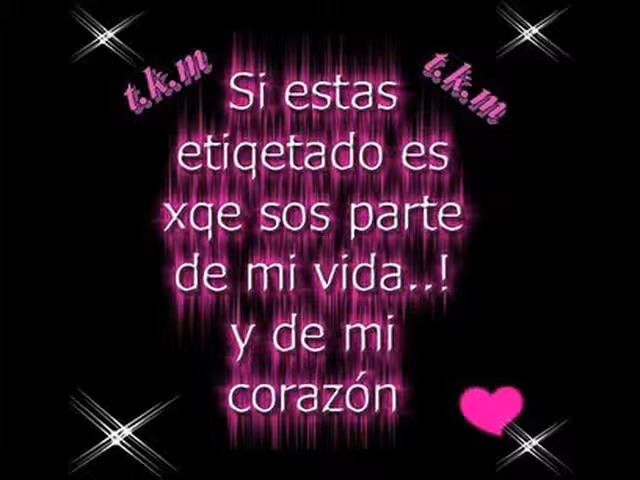 t.k.m
t.k.m
Si estas
etiqetado es
xqe sos parte
de mi vida..!
y de mi
corazón